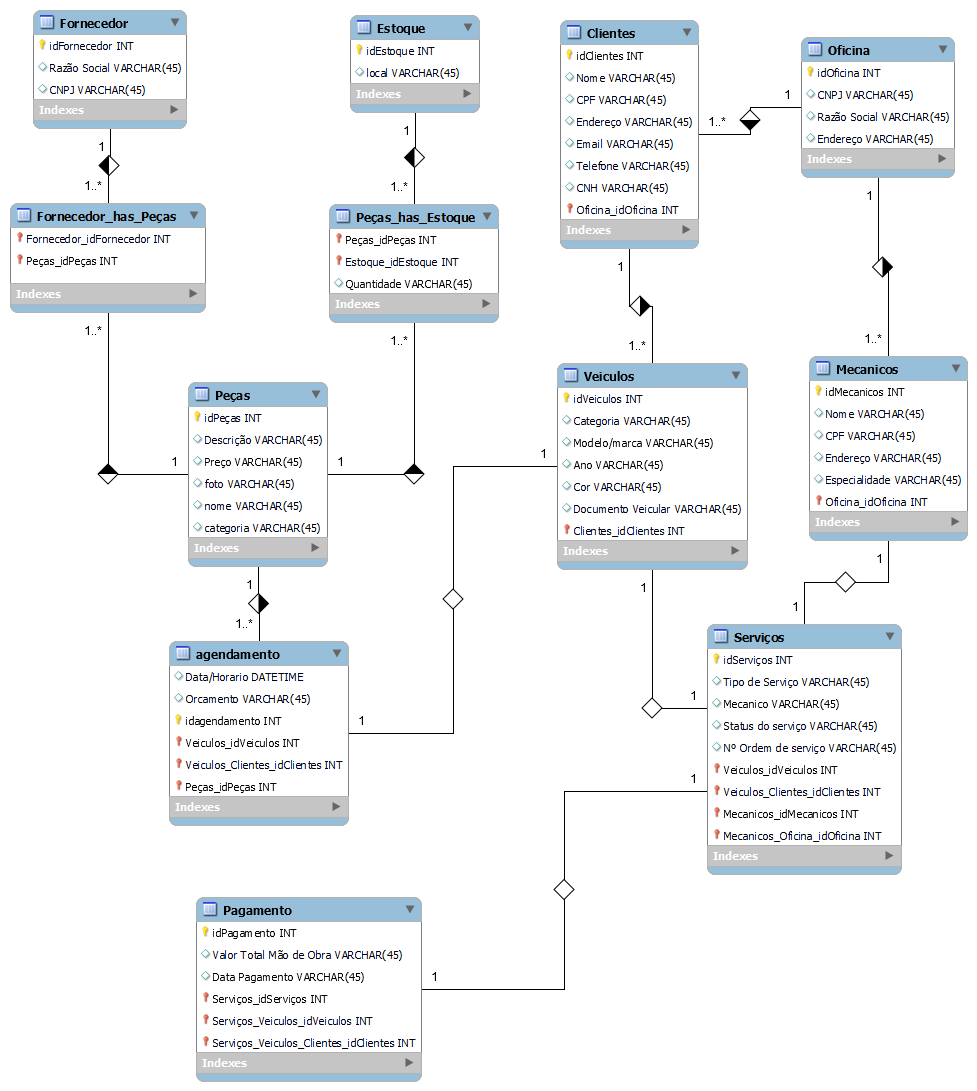 Fornecedor
idFornecedor INT
Razão Social VARCHAR(45)
CNPJ VARCHAR(45)
Indexes
Estoque
idEstoque INT
local VARCHAR(45)
Indexes
Clientes
idClientes INT
Nome VARCHAR(45)
CPF VARCHAR(45)
Endereço VARCHAR(45)
Email VARCHAR(45)
Telefone VARCHAR(45)
CNH VARCHAR(45)
Oficina_idOficina INT
Indexes
Oficina
idOficina INT
CNPJ VARCHAR(45)
Razão Social VARCHAR(45)
Endereço VARCHAR(45)
Indexes
1..*
1
1
1..*
1
1..*
1
1..*
1
1..*
Fornecedor_has_Peças
Fornecedor_idFornecedor INT
Peças_idPeças INT
Indexes
Peças_has_Estoque
Peças_idPeças INT
Estoque_idEstoque INT
Quantidade VARCHAR(45)
Indexes
1..*
1
1..*
1
Peças
idPeças INT
Descrição VARCHAR(45)
Preço VARCHAR(45)
foto VARCHAR(45)
nome VARCHAR(45)
categoria VARCHAR(45)
Indexes
Veiculos
idVeiculos INT
Categoria VARCHAR(45)
Modelo/marca VARCHAR(45)
Ano VARCHAR(45)
Cor VARCHAR(45)
Documento Veicular VARCHAR(45)
Clientes_idClientes INT
Indexes
Mecanicos
idMecanicos INT
Nome VARCHAR(45)
CPF VARCHAR(45)
Endereço VARCHAR(45)
Especialidade VARCHAR(45)
Oficina_idOficina INT
Indexes
1
1..*
1
1
1
1
1
1
agendamento
Data/Horario DATETIME
Orcamento VARCHAR(45)
idagendamento INT
Veiculos_idVeiculos INT
Veiculos_Clientes_idClientes INT
Peças_idPeças INT
Indexes
Serviços
idServiços INT
Tipo de Serviço VARCHAR(45)
Mecanico VARCHAR(45)
Status do serviço VARCHAR(45)
Nº Ordem de serviço VARCHAR(45)
Veiculos_idVeiculos INT
Veiculos_Clientes_idClientes INT
Mecanicos_idMecanicos INT
Mecanicos_Oficina_idOficina INT
Indexes
1
1
Pagamento
idPagamento INT
Valor Total Mão de Obra VARCHAR(45)
Data Pagamento VARCHAR(45)
Serviços_idServiços INT
Serviços_Veiculos_idVeiculos INT
Serviços_Veiculos_Clientes_idClientes INT
Indexes